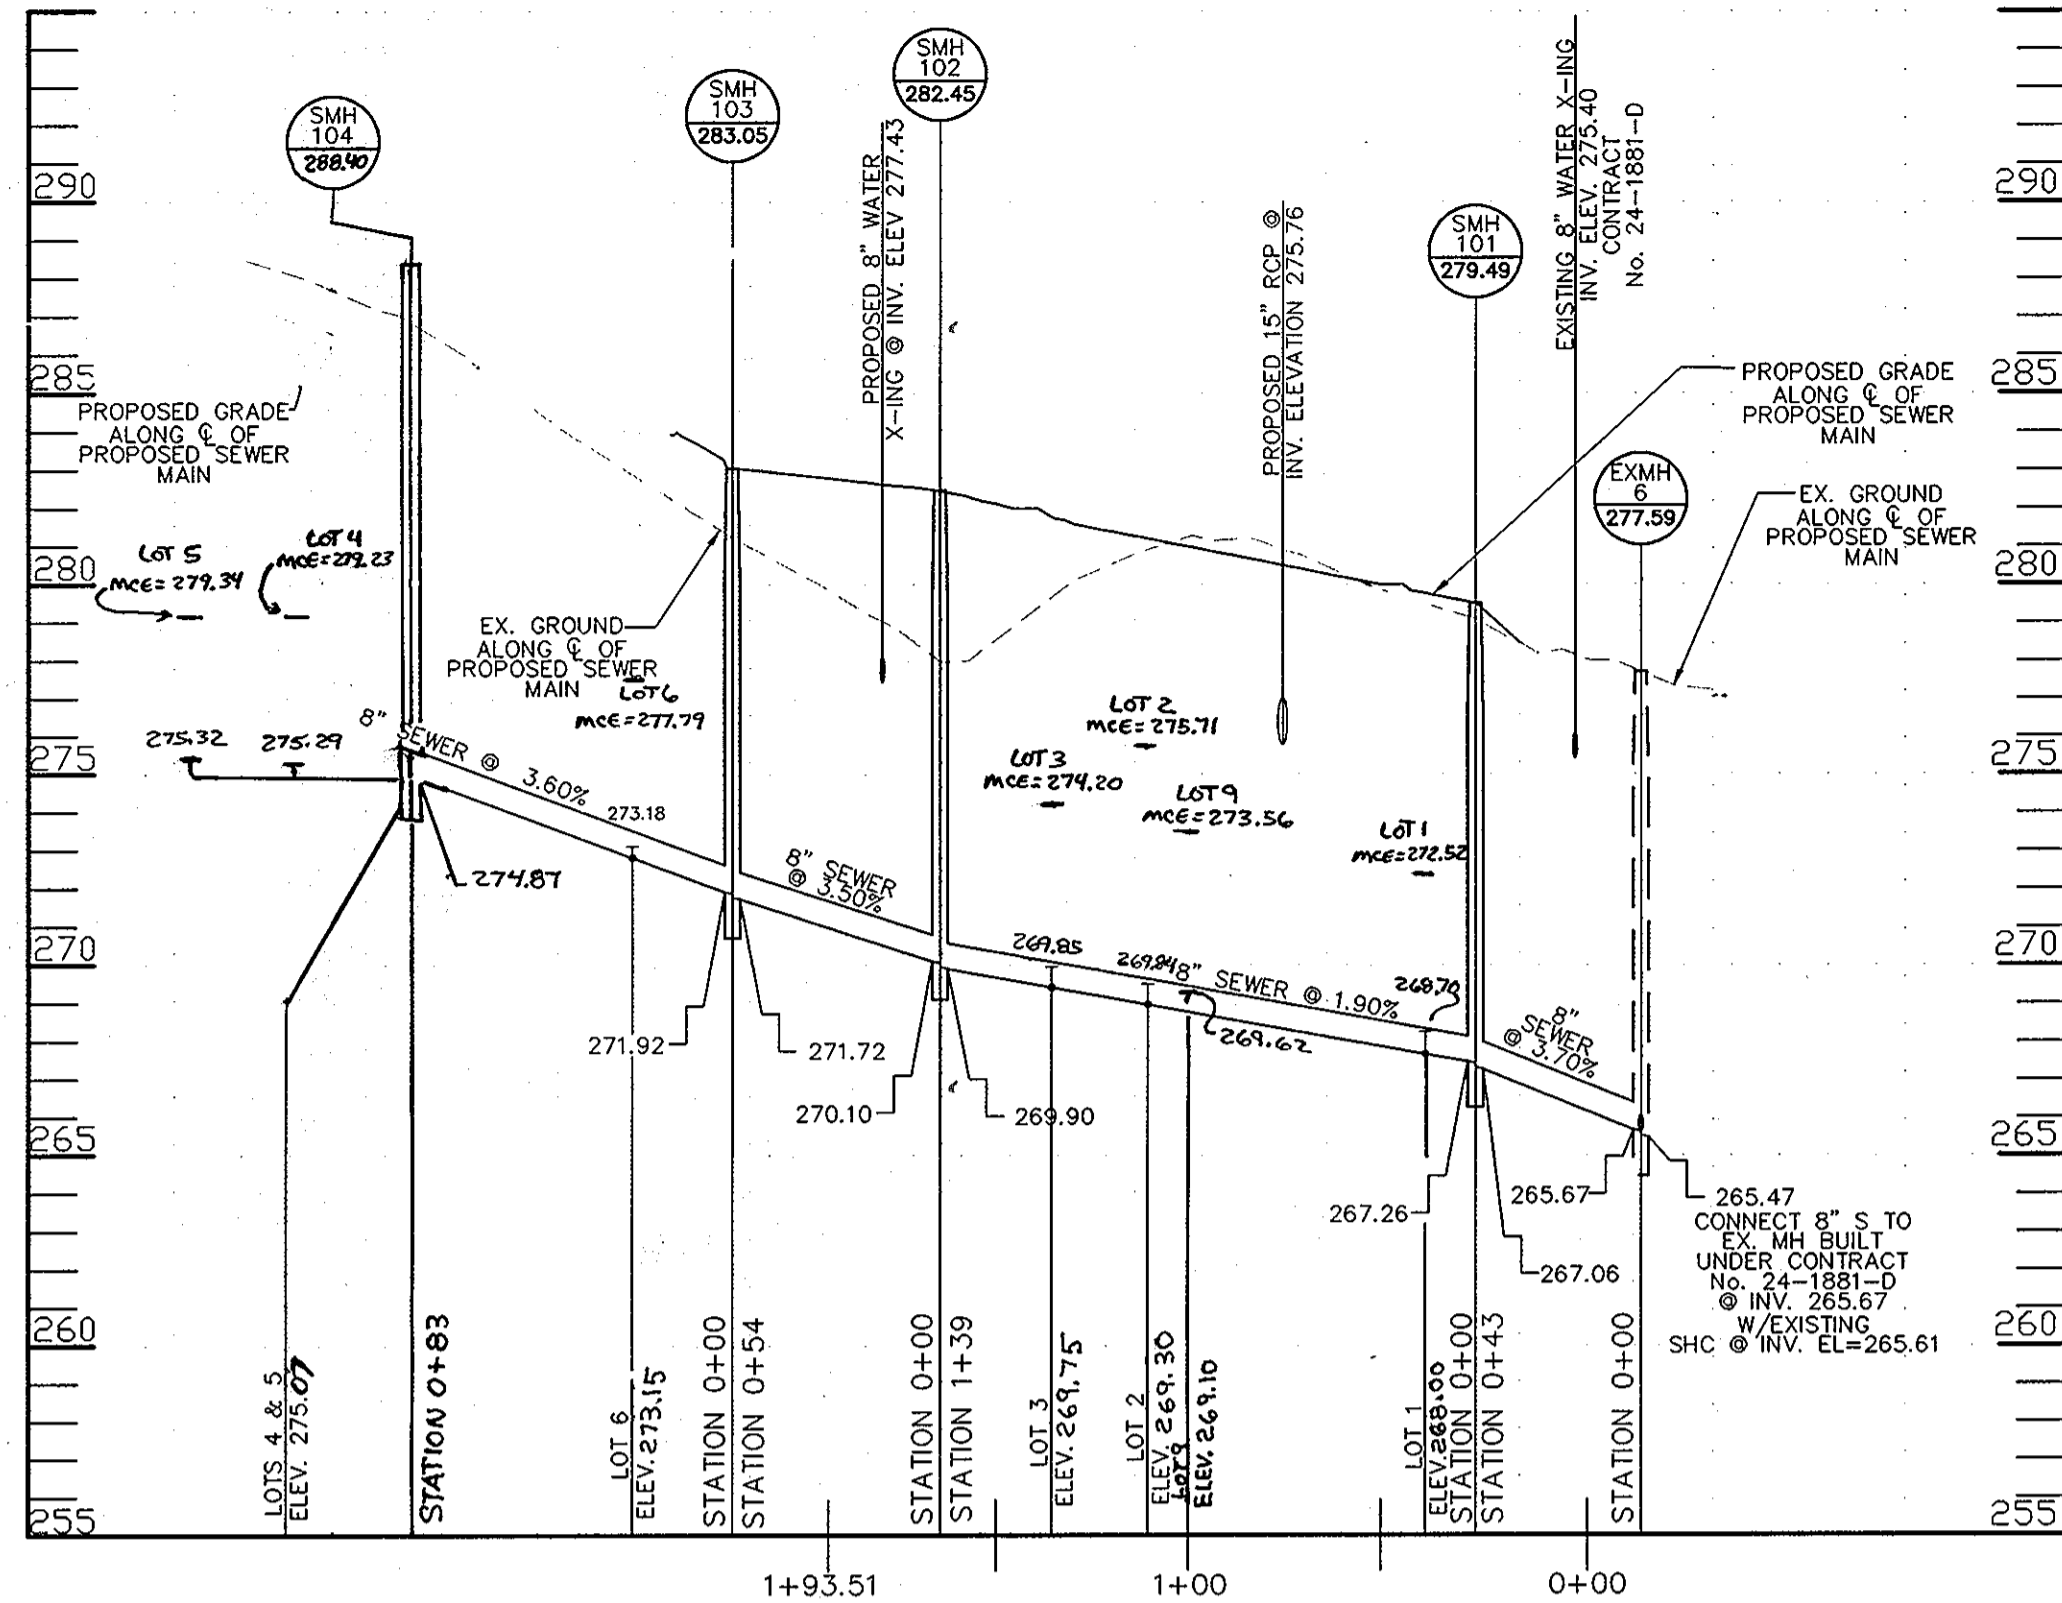 SMH
104
288.40
SMH
103
283.05
SMH
102
282.45
SMH
101
279.49
EXMH
6
277.59
PROPOSED 8" WATER
X-ING @ INV. ELEV 277.43
PROPOSED 15" RCP @
INV. ELEVATION 275.76
EXISTING 8" WATER X-ING
INV. ELEV. 275.40
CONTRACT
No. 24-1881-D
290
285
280
275
270
265
260
255
290
285
280
275
270
265
260
255
PROPOSED GRADE
ALONG ℄ OF
PROPOSED SEWER
MAIN
PROPOSED GRADE
ALONG ℄ OF
PROPOSED SEWER
MAIN
EX. GROUND
ALONG ℄ OF
PROPOSED SEWER
MAIN
EX. GROUND
ALONG ℄ OF
PROPOSED SEWER
MAIN
LOT 5
MCE=279.34
LOT 4
MCE=279.23
LOT 6
MCE=277.79
LOT 2
MCE=275.71
LOT 3
MCE=274.20
LOT 9
MCE=273.56
LOT 1
MCE=272.52
275.32
275.29
8" SEWER @ 3.60%
273.18
274.87
8" SEWER
@ 3.50%
269.85
269.84
8" SEWER @ 1.90%
268.70
269.62
8"
SEWER
@ 3.70%
271.92
271.72
270.10
269.90
267.26
267.06
265.67
265.47
CONNECT 8" S TO
EX. MH BUILT
UNDER CONTRACT
No. 24-1881-D
@ INV. 265.67
W/EXISTING
SHC @ INV. EL=265.61
LOTS 4 & 5
ELEV. 275.07
STATION 0+83
LOT 6
ELEV. 273.15
STATION 0+00
STATION 0+54
STATION 0+00
STATION 1+39
LOT 3
ELEV. 269.75
LOT 2
ELEV. 269.30
LOT 9
ELEV. 269.10
LOT 1
ELEV. 268.00
STATION 0+00
STATION 0+43
STATION 0+00
1+93.51
1+00
0+00